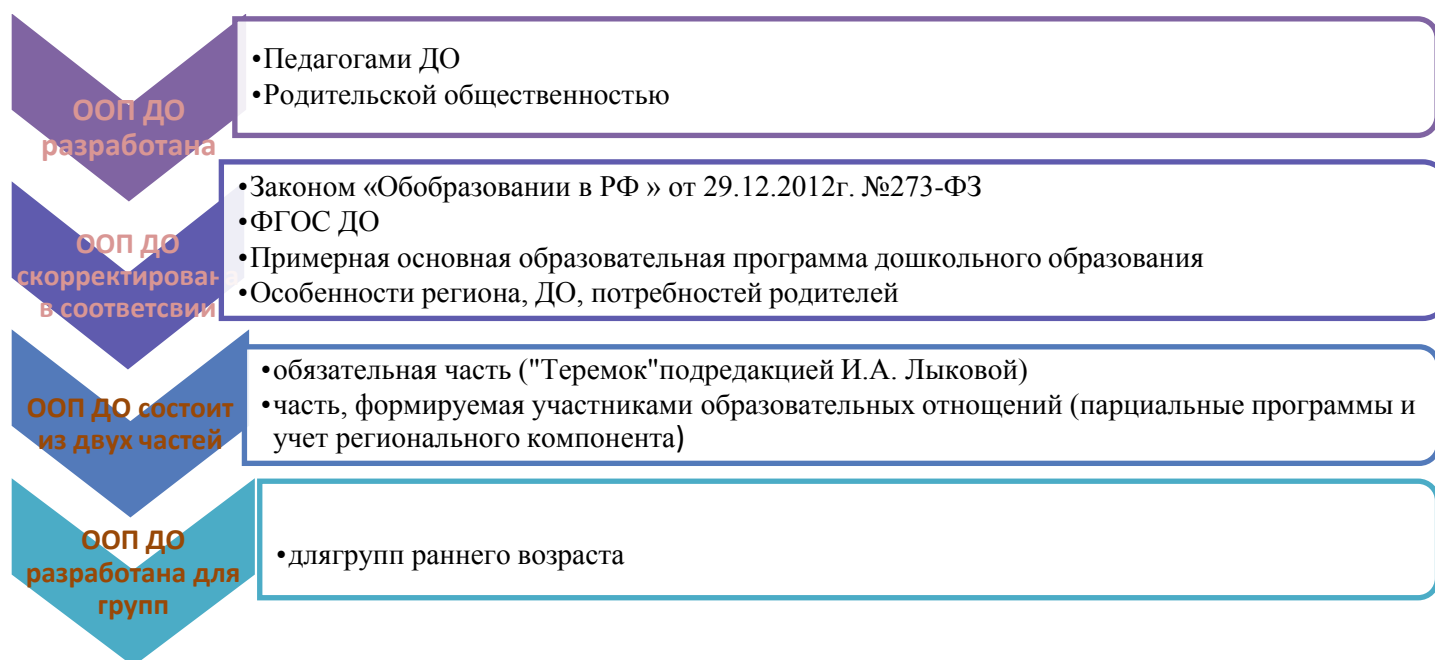 ООП ДО
разработана
•Педагогами ДО
•Родительской общественностью
ООП ДО
скорректирована
в соответсвии
•Законом «Обобразовании в РФ » от 29.12.2012г. №273-ФЗ
•ФГОС ДО
•Примерная основная образовательная программа дошкольного образования
•Особенности региона, ДО, потребностей родителей
ООП ДО состоит
из двух частей
•обязательная часть ("Теремок"подредакцией И.А. Лыковой)
•часть, формируемая участниками образовательных отнощений (парциальные программы и
учет регионального компонента)
ООП ДО
разработана для
групп
•длягрупп раннего возраста